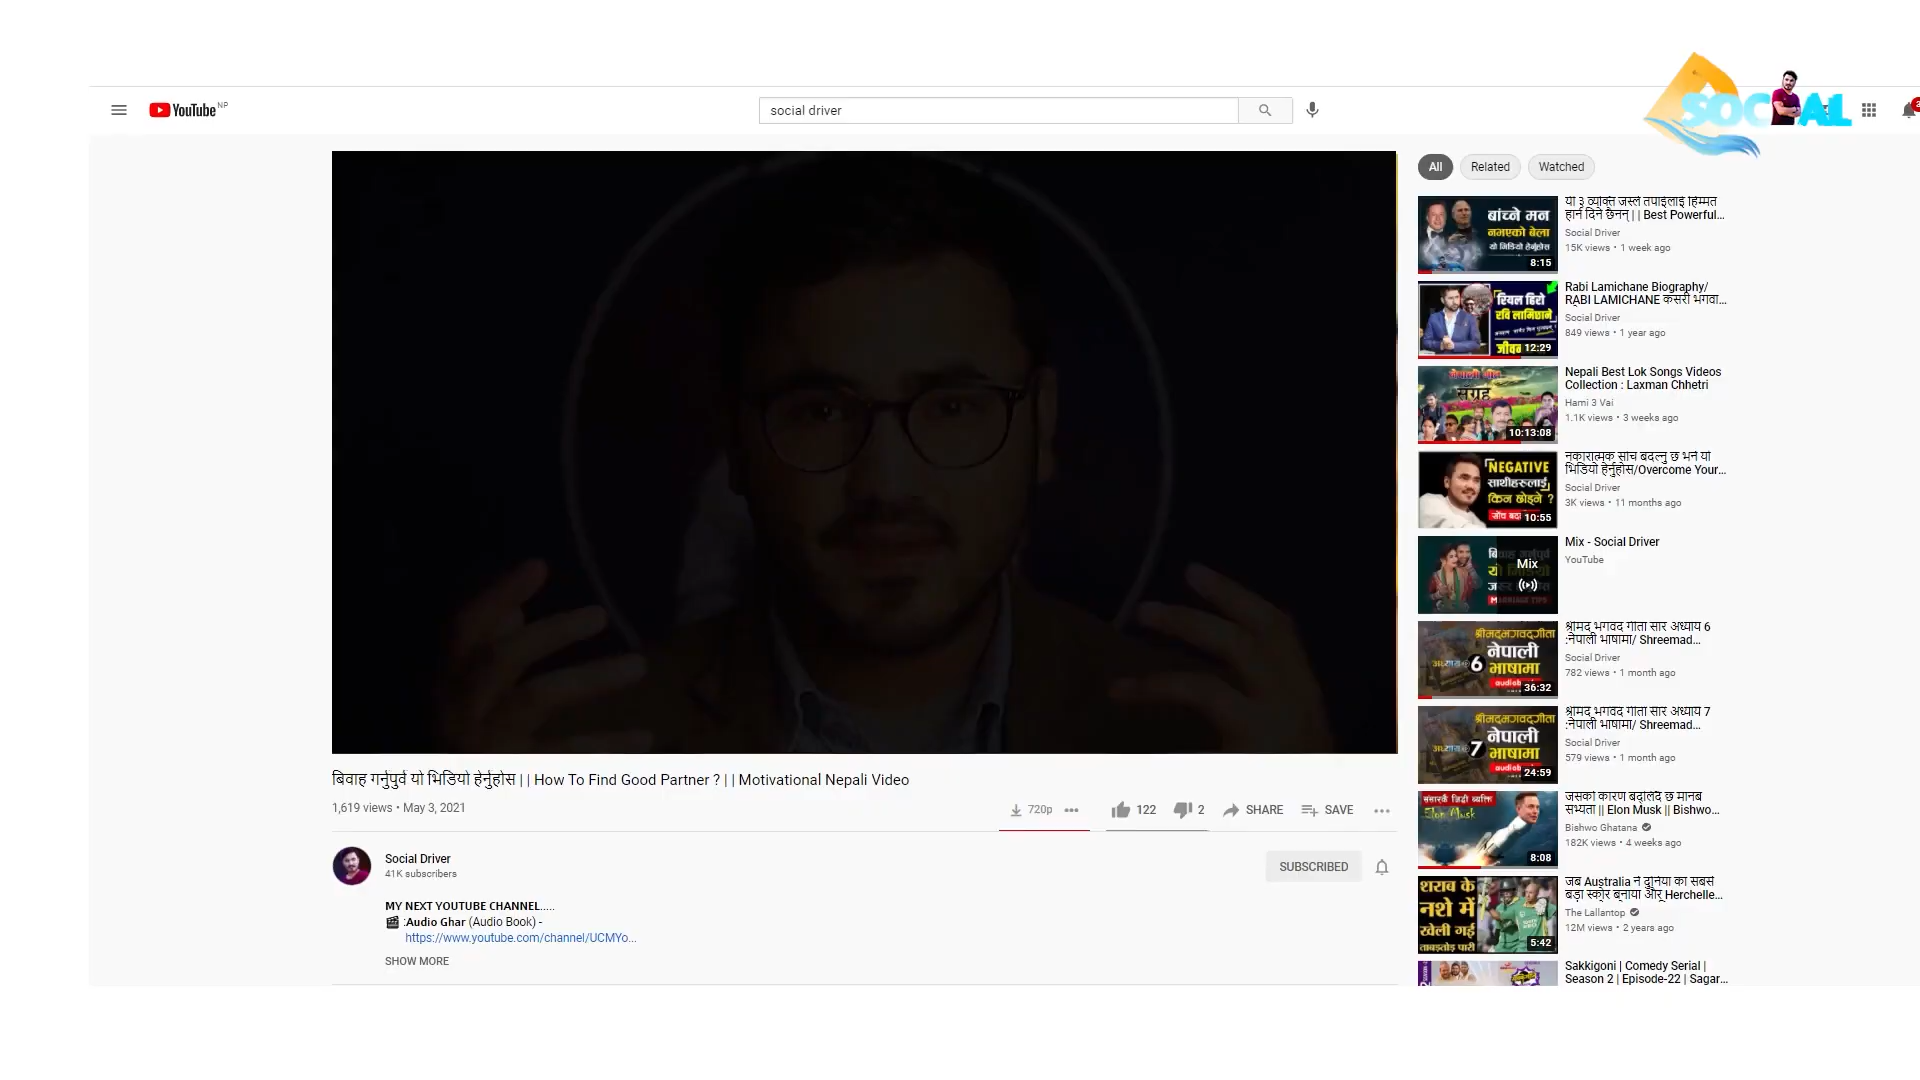 YouTube NP
social driver
SOCIAL
All
Related
Watched
बिवाह गर्नुपुर्व यो भिडियो हेर्नुहोस || How To Find Good Partner ? || Motivational Nepali Video
1,619 views • May 3, 2021
720p
122
2
SHARE
SAVE
Social Driver
41K subscribers
SUBSCRIBED
MY NEXT YOUTUBE CHANNEL.....
:Audio Ghar (Audio Book) -
https://www.youtube.com/channel/UCMYo...
SHOW MORE
बांच्ने मन
नभएको बेला
यो भिडियो हेर्नुहोस
8:15
यी ३ व्यक्ति जस्ले तपाईलाई हिम्मत
हार्न दिने छैनन् || Best Powerful...
Social Driver
15K views • 1 week ago
रियल हिरो
रवि लामिछाने
जीवन
12:29
Rabi Lamichane Biography/
RABI LAMICHANE कसरी भगवा...
Social Driver
849 views • 1 year ago
संग्रह
10:13:08
Nepali Best Lok Songs Videos
Collection : Laxman Chhetri
Hami 3 Vai
1.1K views • 3 weeks ago
NEGATIVE
साथीहरुलाई
किन छोड्ने ?
10:55
नकारात्मक सोच बदल्नु छ भने यो
भिडियो हेर्नुहोस/Overcome Your...
Social Driver
3K views • 11 months ago
Mix
Mix - Social Driver
YouTube
श्रीमद्भगवद्गीता
अध्याय 6 नेपाली
भाषामा
36:32
श्रीमद भगवद गीता सार अध्याय 6
:नेपाली भाषामा/ Shreemad...
Social Driver
782 views • 1 month ago
श्रीमद्भगवद्गीता
अध्याय 7 नेपाली
भाषामा
24:59
श्रीमद भगवद गीता सार अध्याय 7
:नेपाली भाषामा/ Shreemad...
Social Driver
579 views • 1 month ago
संसारकै जिद्दी ब्यक्ति
Elon Musk
8:08
जसको कारण बदलिदै छ मानब
सभ्यता || Elon Musk || Bishwo...
Bishwo Ghatana
182K views • 4 weeks ago
शराब के
नशे में
खेली गई
ताबड़तोड़ पारी
5:42
जब Australia ने दुनिया का सबसे
बड़ा स्कोर बनाया और Herchelle...
The Lallantop
12M views • 2 years ago
Sakkigoni | Comedy Serial |
Season 2 | Episode-22 | Sagar...